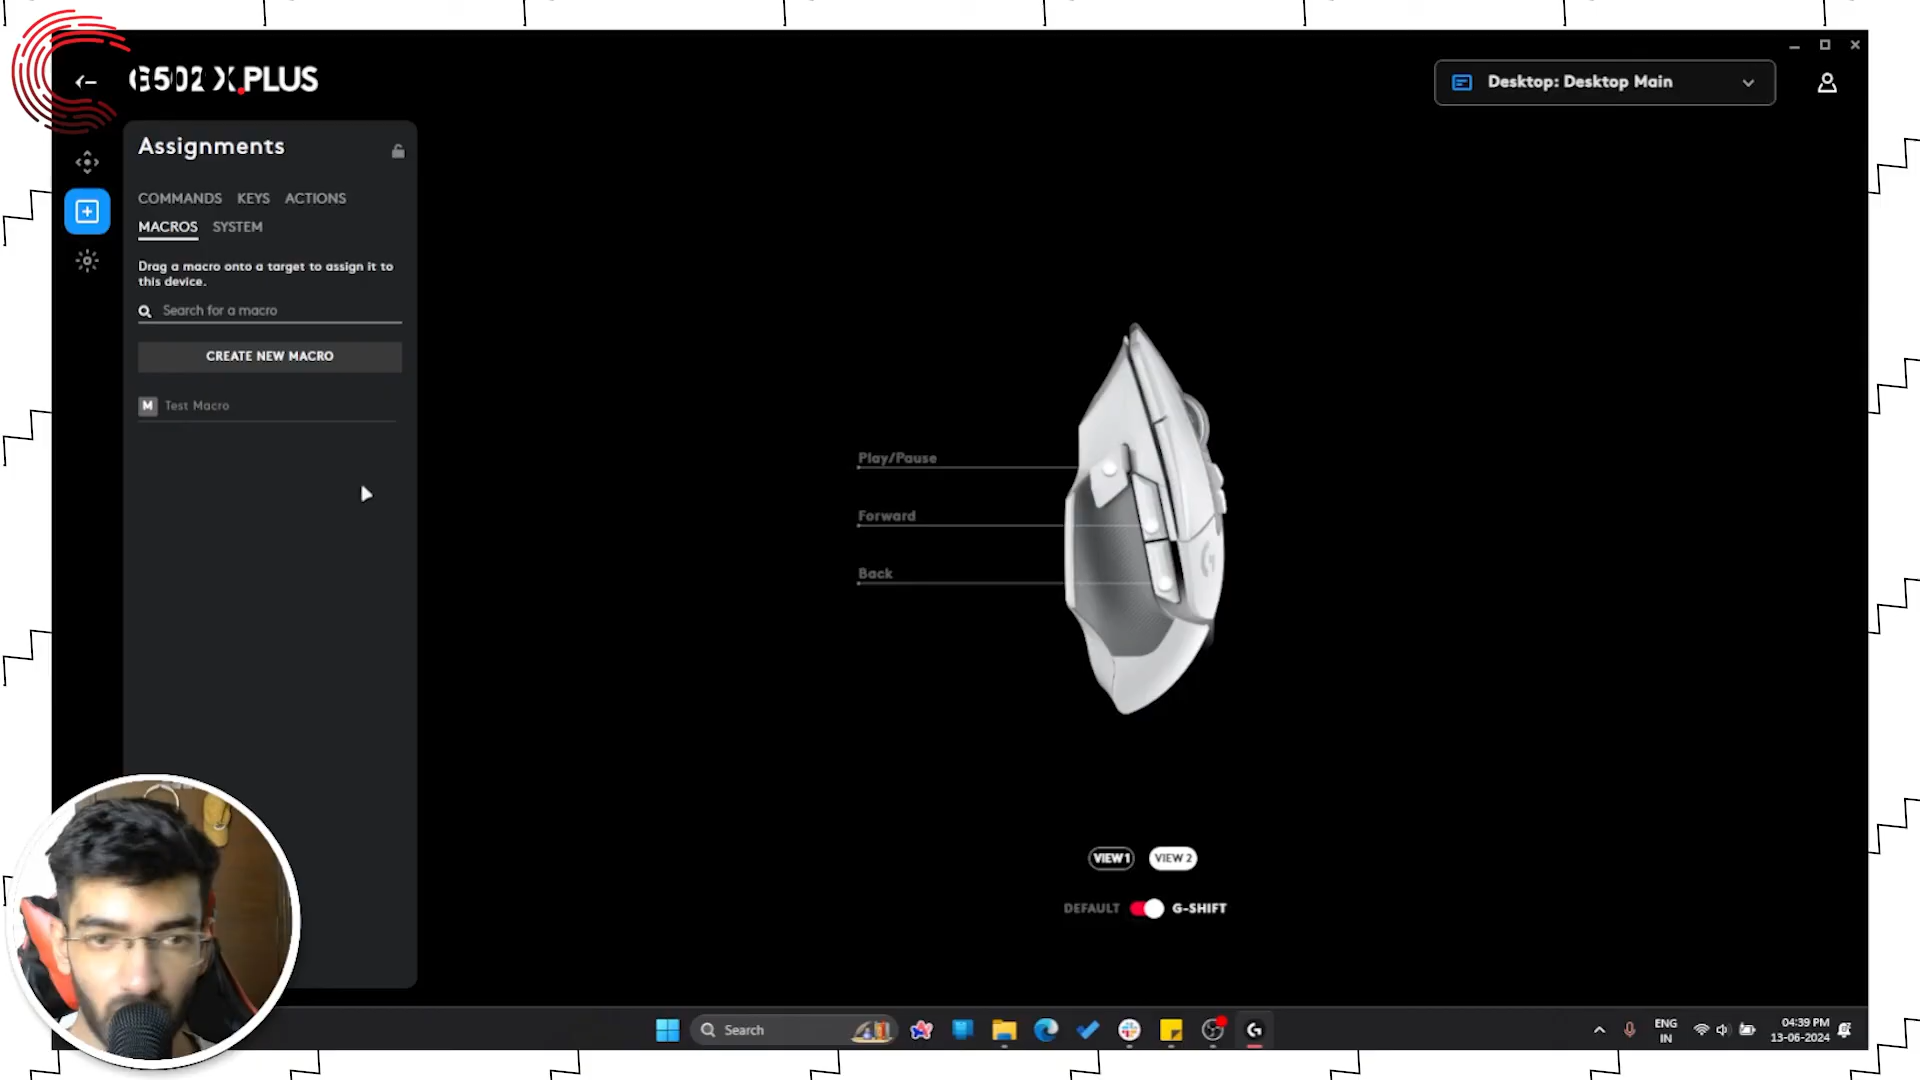 G502 X PLUS
Desktop: Desktop Main
Assignments
COMMANDS KEYS ACTIONS
MACROS SYSTEM
Drag a macro onto a target to assign it to
this device.
Search for a macro
CREATE NEW MACRO
M Test Macro
Play/Pause
Forward
Back
VIEW 1 VIEW 2
DEFAULT G-SHIFT
Search
ENG
IN
04:39 PM
13-06-2024